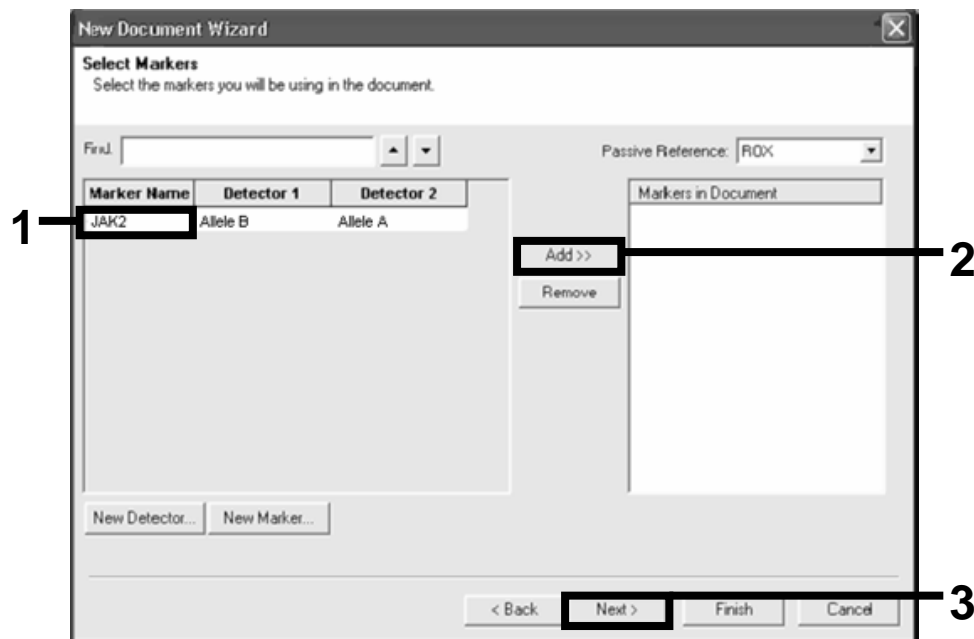 New Document Wizard
Select Markers
Select the markers you will be using in the document.
Find:
Passive Reference: ROX
Marker Name Detector 1 Detector 2
Markers in Document
1
JAK2 Allele B Allele A
Add >>
2
Remove
New Detector... New Marker...
< Back Next > Finish Cancel
3